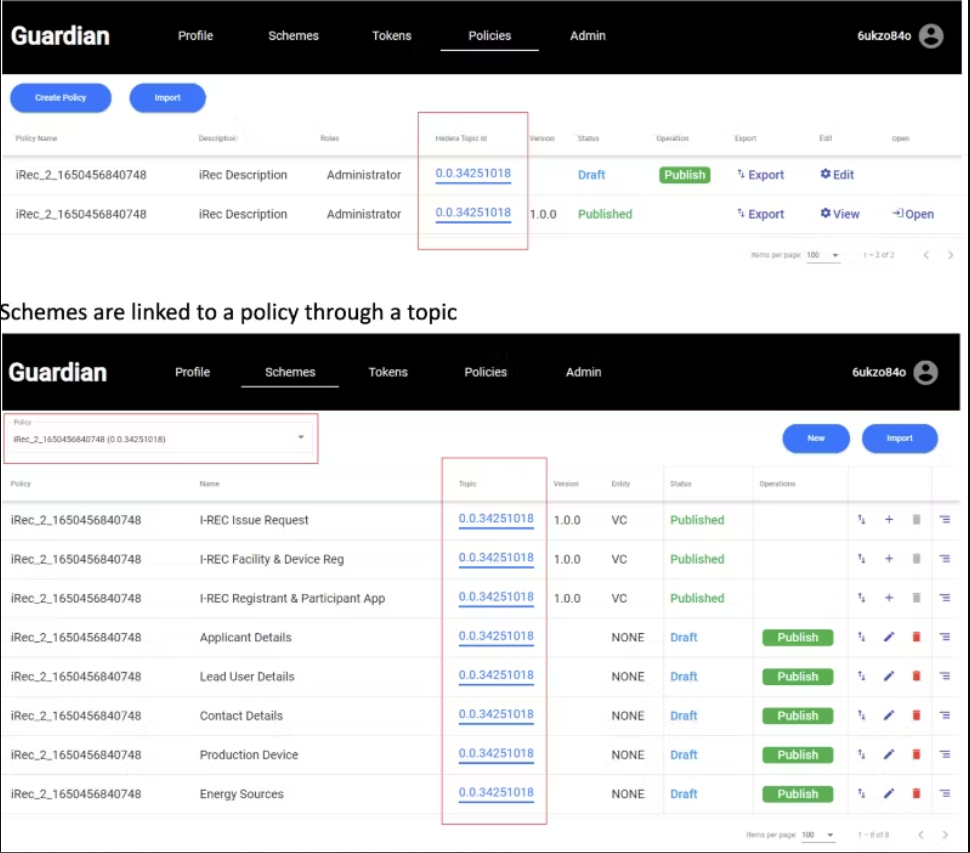 Guardian Profile Schemes Tokens Policies Admin 6ukzo84o
Create Policy Import
Policy Name Description Roles Hedera Topic Id Version Status Operation Export Edit Open
iRec_2_1650456840748 iRec Description Administrator 0.0.34251018 Draft Publish Export Edit
iRec_2_1650456840748 iRec Description Administrator 0.0.34251018 1.0.0 Published Export View Open
Items per page: 100 1 – 2 of 2
Schemes are linked to a policy through a topic
Guardian Profile Schemes Tokens Policies Admin 6ukzo84o
Policy
iRec_2_1650456840748 (0.0.34251018) New Import
Policy Name Topic Version Entity Status Operations
iRec_2_1650456840748 I-REC Issue Request 0.0.34251018 1.0.0 VC Published
iRec_2_1650456840748 I-REC Facility & Device Reg 0.0.34251018 1.0.0 VC Published
iRec_2_1650456840748 I-REC Registrant & Participant App 0.0.34251018 1.0.0 VC Published
iRec_2_1650456840748 Applicant Details 0.0.34251018 NONE Draft Publish
iRec_2_1650456840748 Lead User Details 0.0.34251018 NONE Draft Publish
iRec_2_1650456840748 Contact Details 0.0.34251018 NONE Draft Publish
iRec_2_1650456840748 Production Device 0.0.34251018 NONE Draft Publish
iRec_2_1650456840748 Energy Sources 0.0.34251018 NONE Draft Publish
Items per page: 100 1 – 8 of 8